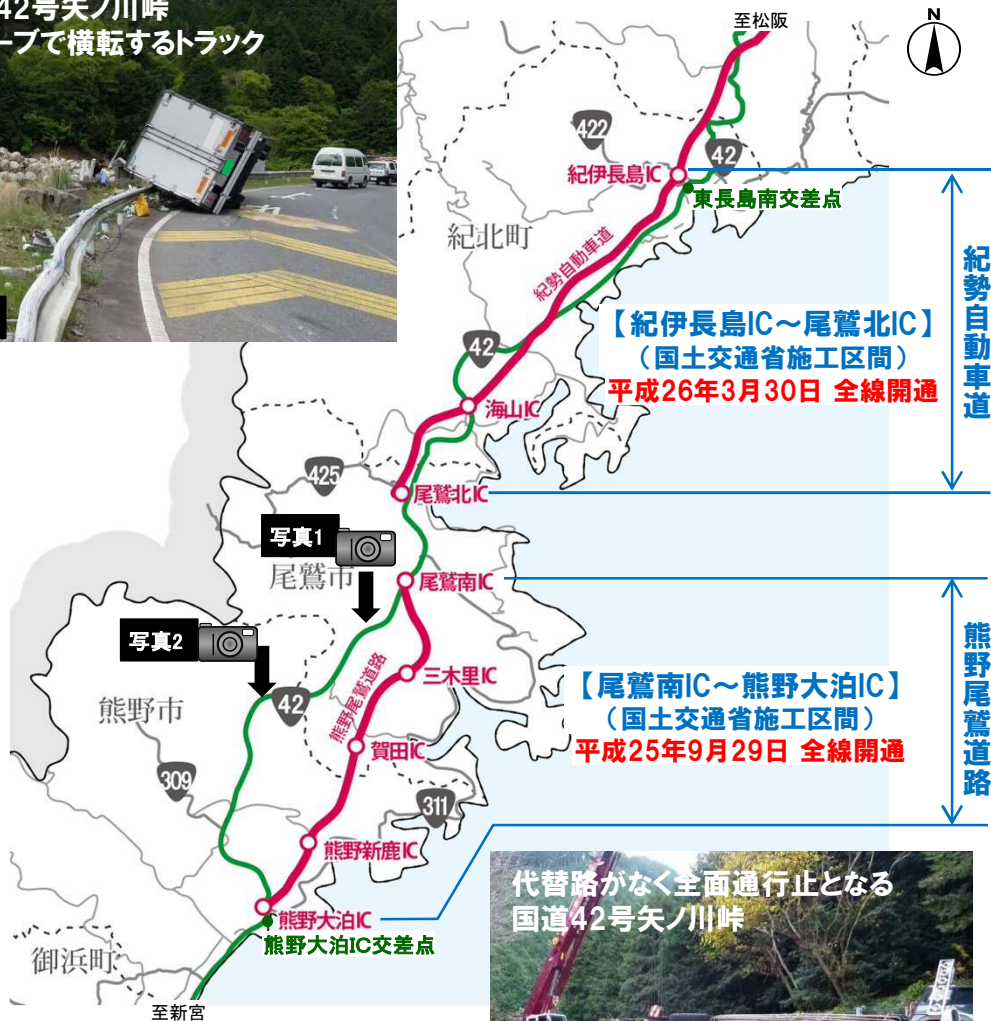 42号矢ノ川峠
ーブで横転するトラック
至松阪
N
422
紀伊長島IC
42
東長島南交差点
紀北町
紀勢自動車道
紀勢自動車道
【紀伊長島IC～尾鷲北IC】
（国土交通省施工区間）
平成26年3月30日 全線開通
42
海山IC
425
尾鷲北IC
写真1
尾鷲市
尾鷲南IC
写真2
三木里IC
熊野尾鷲道路
【尾鷲南IC～熊野大泊IC】
（国土交通省施工区間）
平成25年9月29日 全線開通
熊野尾鷲道路
42
熊野市
賀田IC
309
311
熊野新鹿IC
代替路がなく全面通行止となる
国道42号矢ノ川峠
熊野大泊IC
熊野大泊IC交差点
御浜町
至新宮